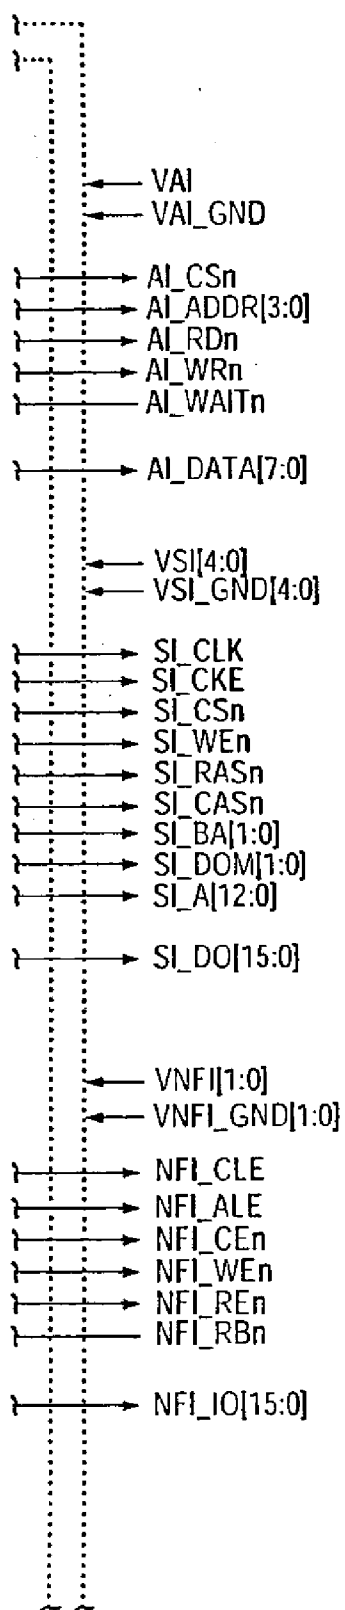 VAI
VAI_GND
AI_CSn
AI_ADDR[3:0]
AI_RDn
AI_WRn
AI_WAITn
AI_DATA[7:0]
VSI[4:0]
VSI_GND[4:0]
SI_CLK
SI_CKE
SI_CSn
SI_WEn
SI_RASn
SI_CASn
SI_BA[1:0]
SI_DOM[1:0]
SI_A[12:0]
SI_DO[15:0]
VNFI[1:0]
VNFI_GND[1:0]
NFI_CLE
NFI_ALE
NFI_CEn
NFI_WEn
NFI_REn
NFI_RBn
NFI_IO[15:0]